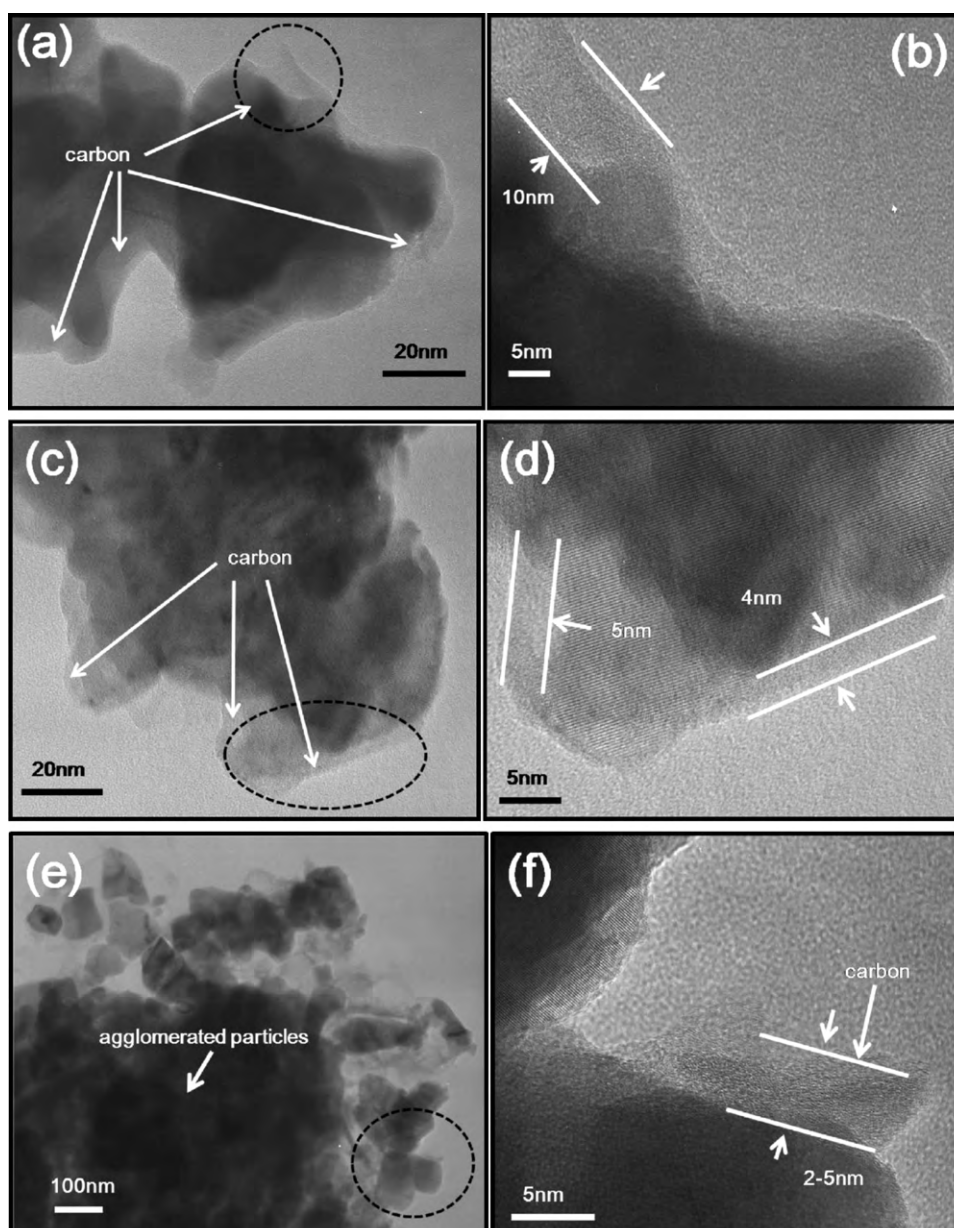 (a)
carbon
20nm
(b)
10nm
5nm
(c)
carbon
20nm
(d)
4nm
5nm
5nm
(e)
agglomerated particles
100nm
(f)
carbon
2-5nm
5nm